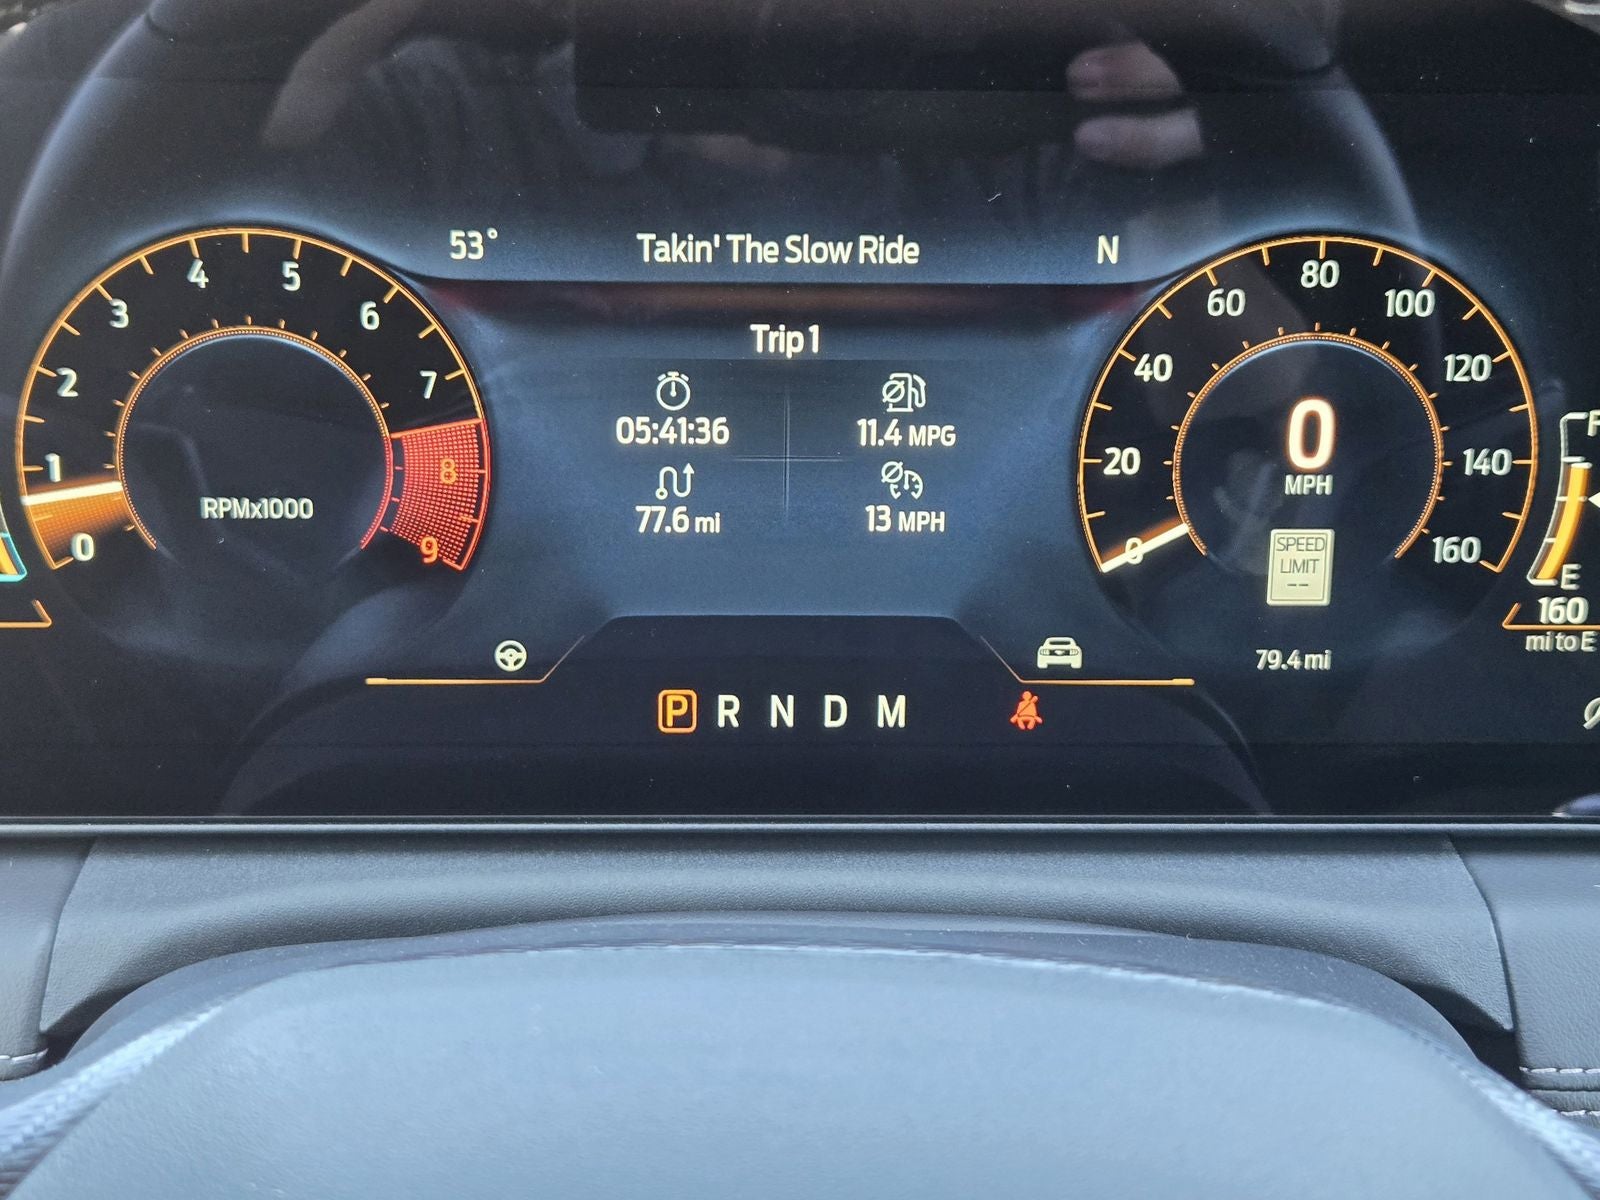 53°
Takin' The Slow Ride
N
Trip 1
05:41:36
11.4 MPG
77.6 mi
13 MPH
0 1 2 3 4 5 6 7 8 9
RPMx1000
0 20 40 60 80 100 120 140 160
0
MPH
SPEED
LIMIT
--
79.4 mi
F
E
160
mi to E
P R N D M